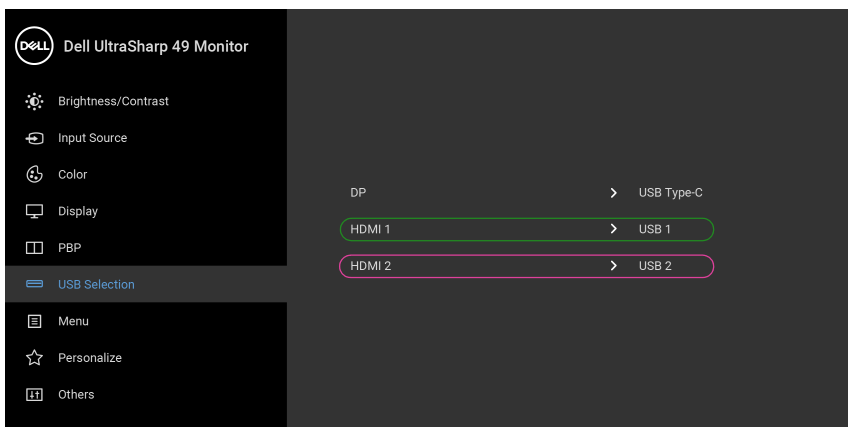 DELL
Dell UltraSharp 49 Monitor
Brightness/Contrast
Input Source
Color
Display
PBP
USB Selection
Menu
Personalize
Others
DP > USB Type-C
HDMI 1 > USB 1
HDMI 2 > USB 2